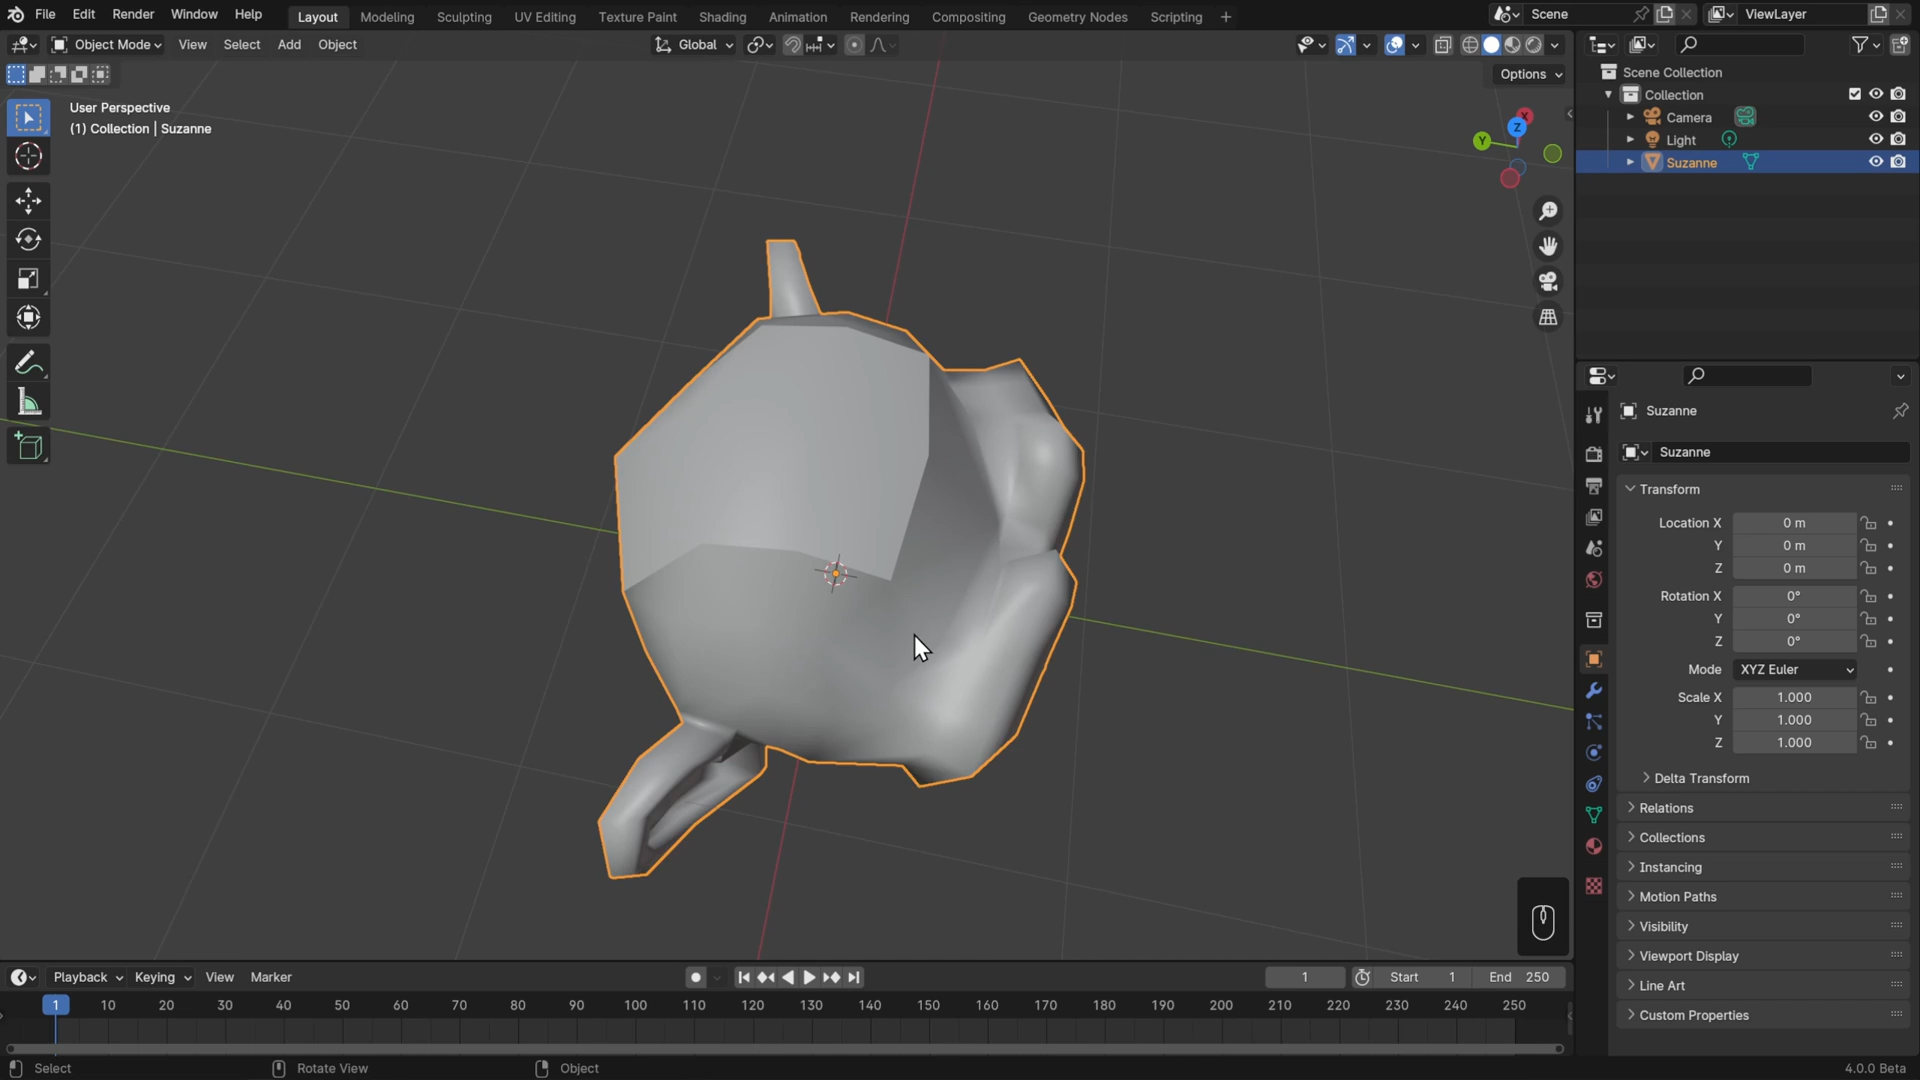 File Edit Render Window Help Layout Modeling Sculpting UV Editing Texture Paint Shading Animation Rendering Compositing Geometry Nodes Scripting + Scene ViewLayer
Object Mode View Select Add Object Global
Options
User Perspective
(1) Collection | Suzanne
X
Y
Z
Scene Collection
Collection
Camera
Light
Suzanne
Suzanne
Suzanne
Transform
Location X 0 m
Y 0 m
Z 0 m
Rotation X 0°
Y 0°
Z 0°
Mode XYZ Euler
Scale X 1.000
Y 1.000
Z 1.000
Delta Transform
Relations
Collections
Instancing
Motion Paths
Visibility
Viewport Display
Line Art
Custom Properties
Playback Keying View Marker 1 Start 1 End 250
1 10 20 30 40 50 60 70 80 90 100 110 120 130 140 150 160 170 180 190 200 210 220 230 240 250
Select Rotate View Object 4.0.0 Beta